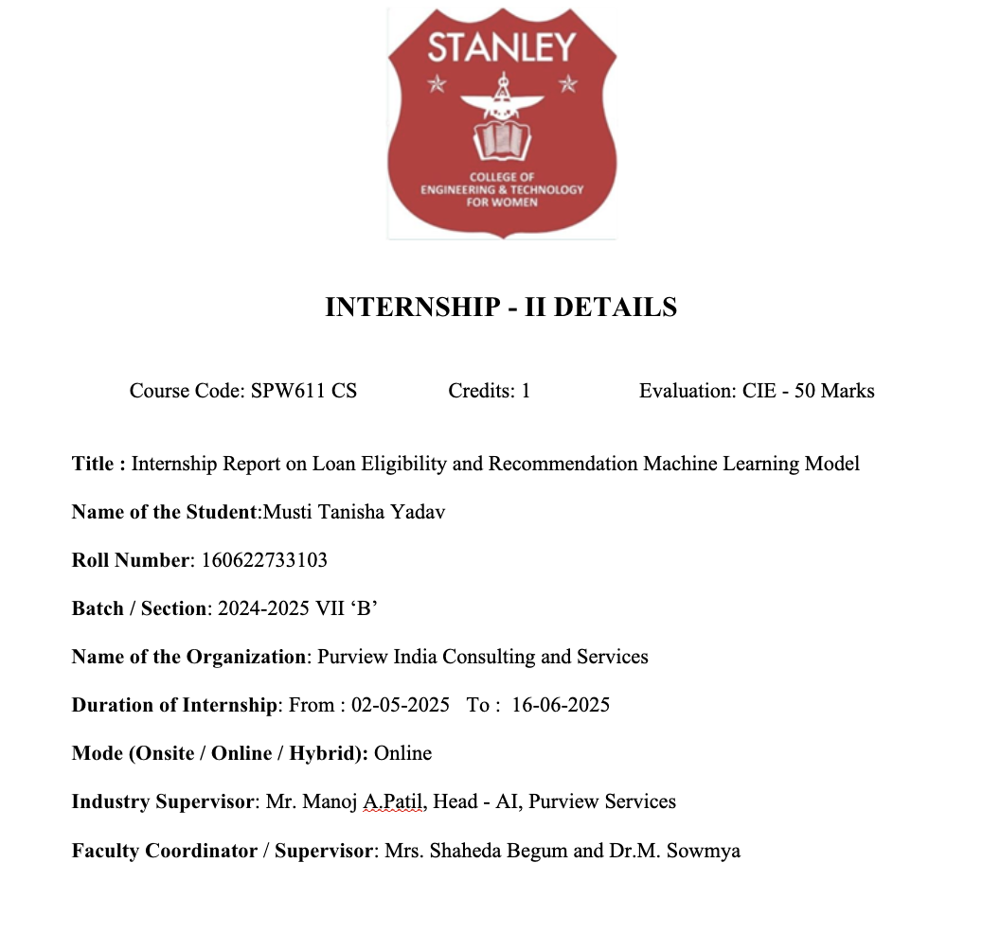 STANLEY
COLLEGE OF
ENGINEERING & TECHNOLOGY
FOR WOMEN
INTERNSHIP - II DETAILS
Course Code: SPW611 CS Credits: 1 Evaluation: CIE - 50 Marks
Title : Internship Report on Loan Eligibility and Recommendation Machine Learning Model
Name of the Student:Musti Tanisha Yadav
Roll Number: 160622733103
Batch / Section: 2024-2025 VII ‘B’
Name of the Organization: Purview India Consulting and Services
Duration of Internship: From : 02-05-2025 To : 16-06-2025
Mode (Onsite / Online / Hybrid): Online
Industry Supervisor: Mr. Manoj A.Patil, Head - AI, Purview Services
Faculty Coordinator / Supervisor: Mrs. Shaheda Begum and Dr.M. Sowmya